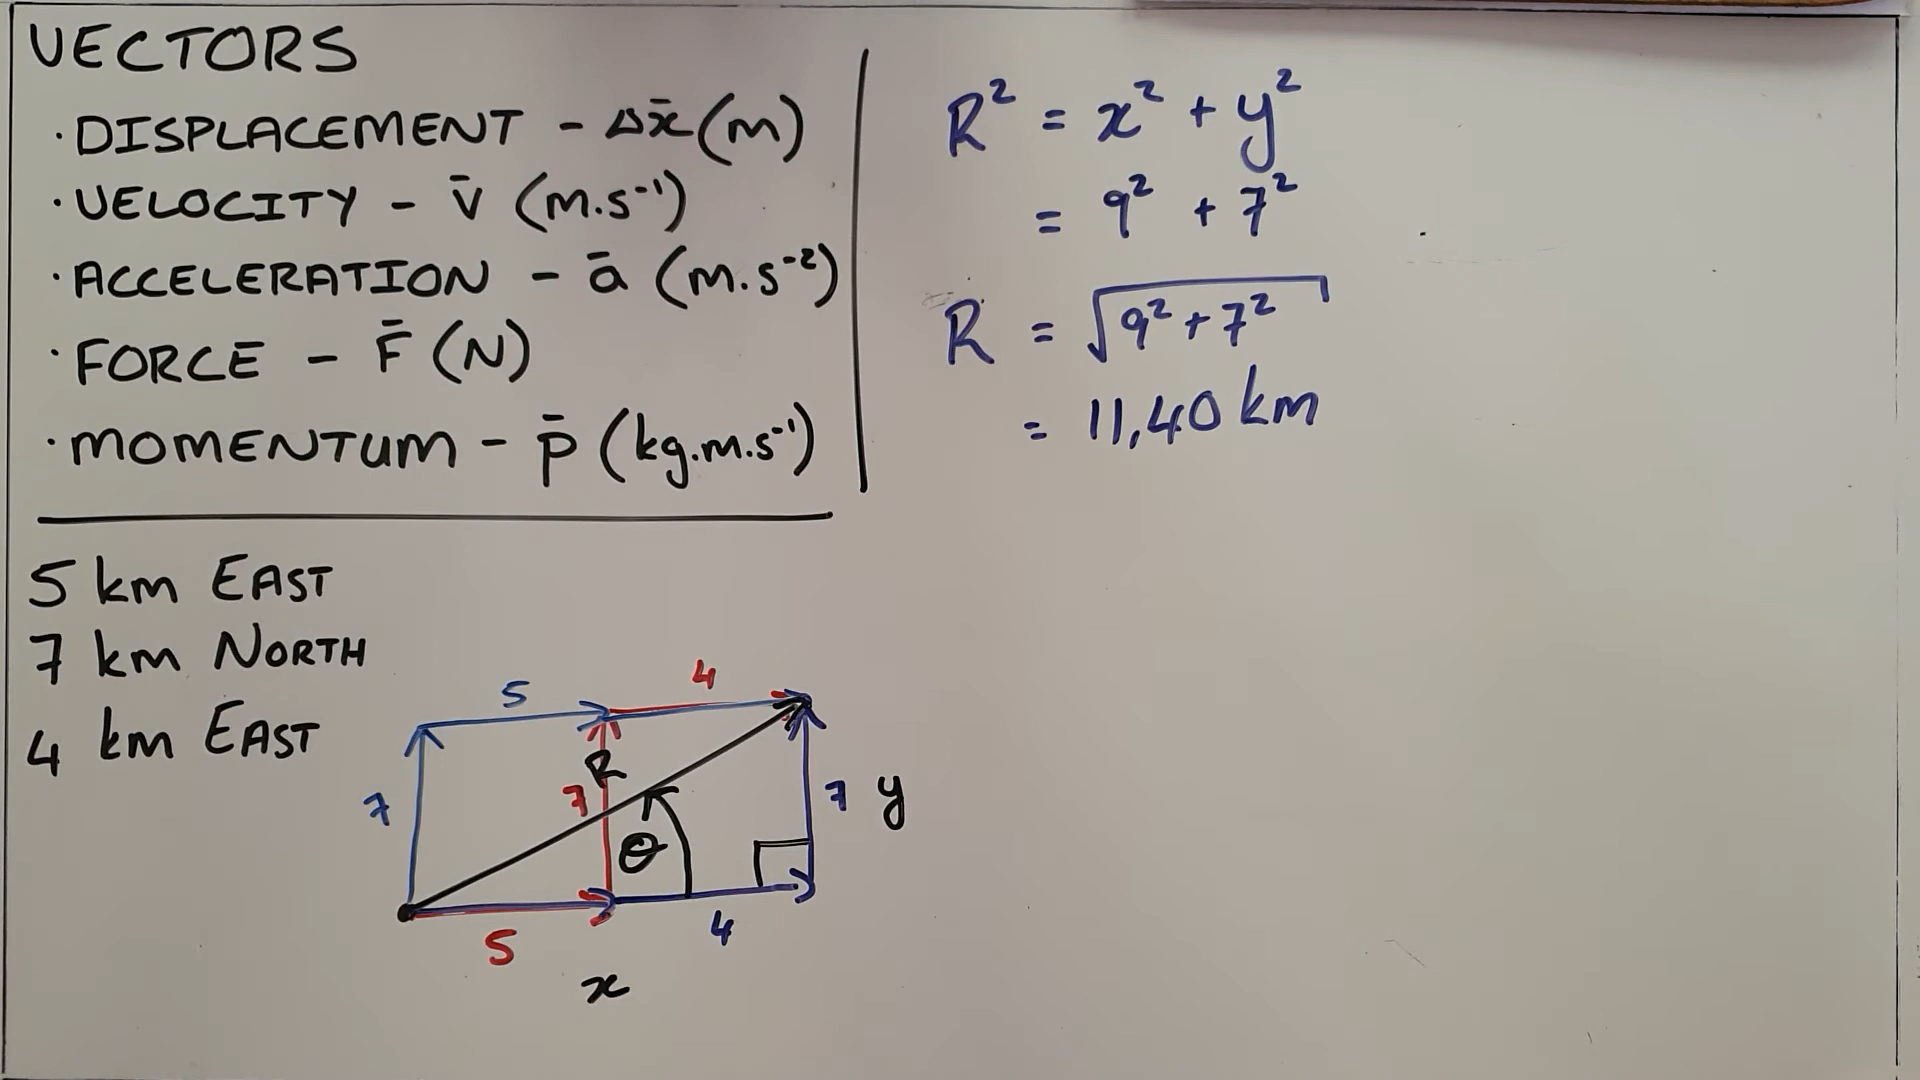 VECTORS
· DISPLACEMENT - Δx̄ (m)
· VELOCITY - v̄ (m.s⁻¹)
· ACCELERATION - ā (m.s⁻²)
· FORCE - F̄ (N)
· MOMENTUM - p̄ (kg.m.s⁻¹)
R² = x² + y²
= 9² + 7²
R = √9² + 7²
= 11,40 km
5 km EAST
7 km NORTH
4 km EAST
5
4
7
R
7
θ
7 y
5
4
x